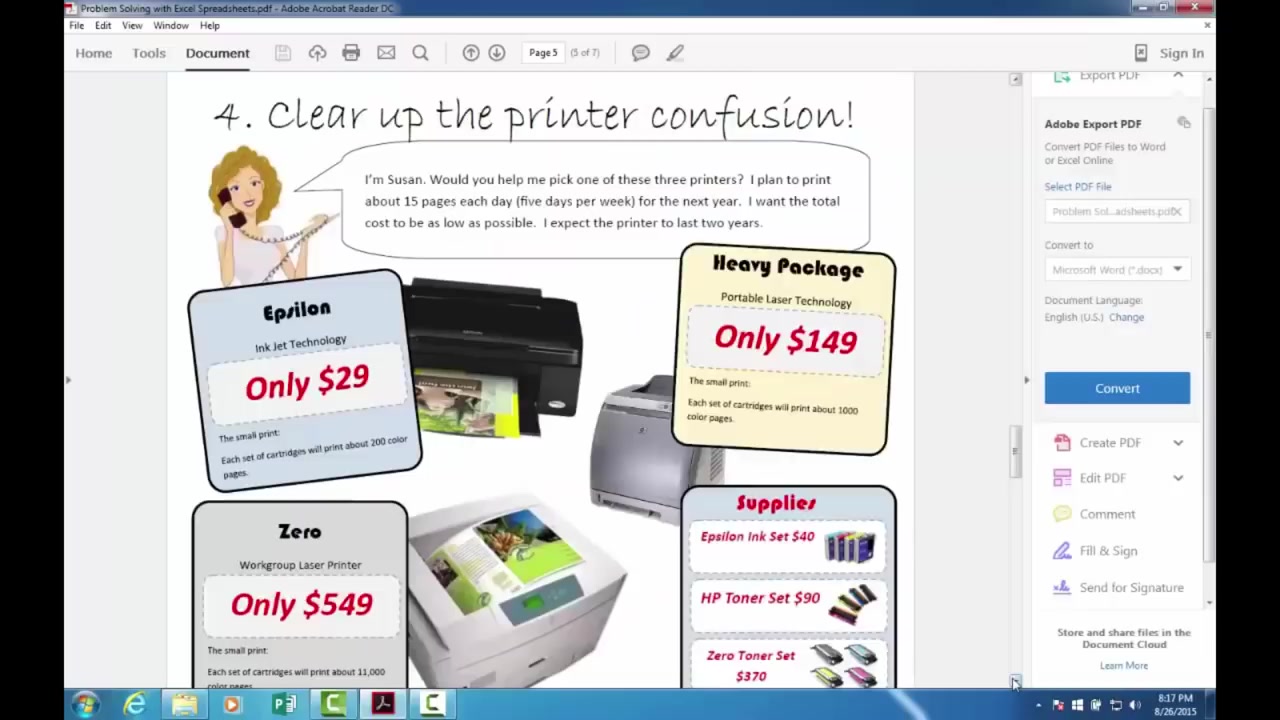 Problem Solving with Excel Spreadsheets.pdf - Adobe Acrobat Reader DC
File Edit View Window Help
Home Tools Document Page 5 (5 of 7) Sign In
4. Clear up the printer confusion!
I'm Susan. Would you help me pick one of these three printers? I plan to print
about 15 pages each day (five days per week) for the next year. I want the total
cost to be as low as possible. I expect the printer to last two years.
Epsilon
Ink Jet Technology
Only $29
The small print:
Each set of cartridges will print about 200 color
pages.
Heavy Package
Portable Laser Technology
Only $149
The small print:
Each set of cartridges will print about 1000
color pages.
Zero
Workgroup Laser Printer
Only $549
The small print:
Each set of cartridges will print about 11,000
color pages.
Supplies
Epsilon Ink Set $40
HP Toner Set $90
Zero Toner Set
$370
Export PDF
Adobe Export PDF
Convert PDF Files to Word
or Excel Online
Select PDF File
Problem Sol...adsheets.pdf
Convert to
Microsoft Word (*.docx)
Document Language:
English (U.S.) Change
Convert
Create PDF
Edit PDF
Comment
Fill & Sign
Send for Signature
Store and share files in the
Document Cloud
Learn More
8:17 PM
8/26/2015